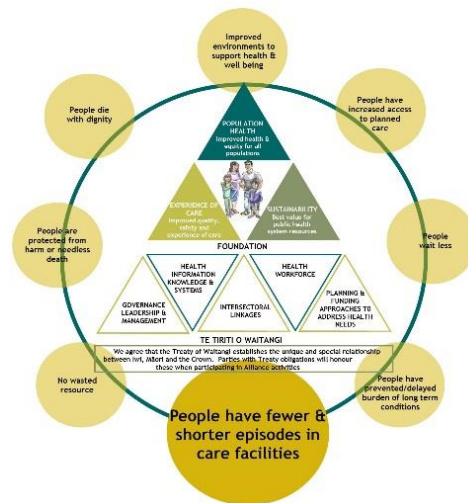 Improved
environments to
support health &
well being
People die
with dignity
People have
increased access
to planned
care
POPULATION
HEALTH
Improved health &
equity for all
populations
EXPERIENCE OF
CARE
Improved quality,
safety and
experience of care
SUSTAINABILITY
Best value for
public health
system resources
People are
protected from
harm or needless
death
People
wait less
FOUNDATION
HEALTH
INFORMATION
KNOWLEDGE &
SYSTEMS
HEALTH
WORKFORCE
GOVERNANCE
LEADERSHIP &
MANAGEMENT
INTERSECTORAL
LINKAGES
PLANNING &
FUNDING
APPROACHES TO
ADDRESS HEALTH
NEEDS
TE TIRITI O WAITANGI
We agree that the Treaty of Waitangi establishes the unique and special relationship
between Iwi, Māori and the Crown. Parties with Treaty obligations will honour
these when participating in Alliance activities
No wasted
resource
People have
prevented/delayed
burden of long term
conditions
People have fewer &
shorter episodes in
care facilities